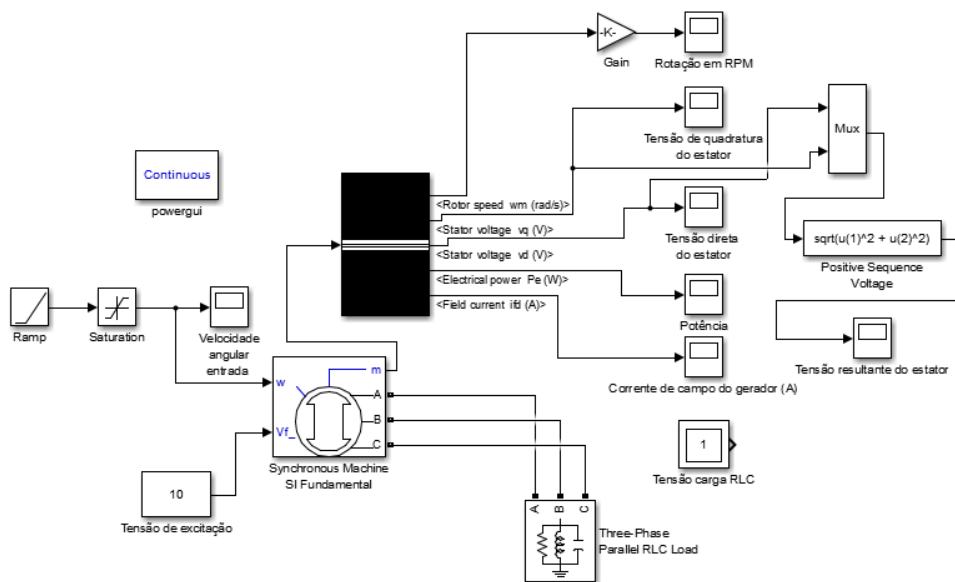 -K-
Gain
Rotação em RPM
Tensão de quadratura
do estator
Mux
Continuous
powergui
<Rotor speed wm (rad/s)>
<Stator voltage vq (V)>
<Stator voltage vd (V)>
<Electrical power Pe (W)>
<Field current ifd (A)>
Tensão direta
do estator
sqrt(u(1)^2 + u(2)^2)
Positive Sequence
Voltage
Ramp
Saturation
Velocidade
angular
entrada
Potência
Tensão resultante do estator
Corrente de campo do gerador (A)
w
m
A
B
C
Vf_
Synchronous Machine
SI Fundamental
1
Tensão carga RLC
10
Tensão de excitação
A
B
C
Three-Phase
Parallel RLC Load